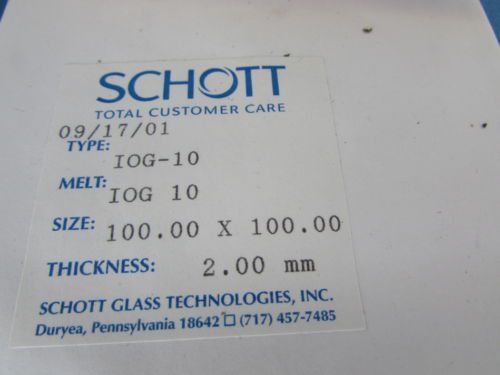 SCHOTT
TOTAL CUSTOMER CARE
09/17/01
TYPE: IOG-10
MELT: IOG 10
SIZE: 100.00 X 100.00
THICKNESS: 2.00 mm
SCHOTT GLASS TECHNOLOGIES, INC.
Duryea, Pennsylvania 18642 □ (717) 457-7485